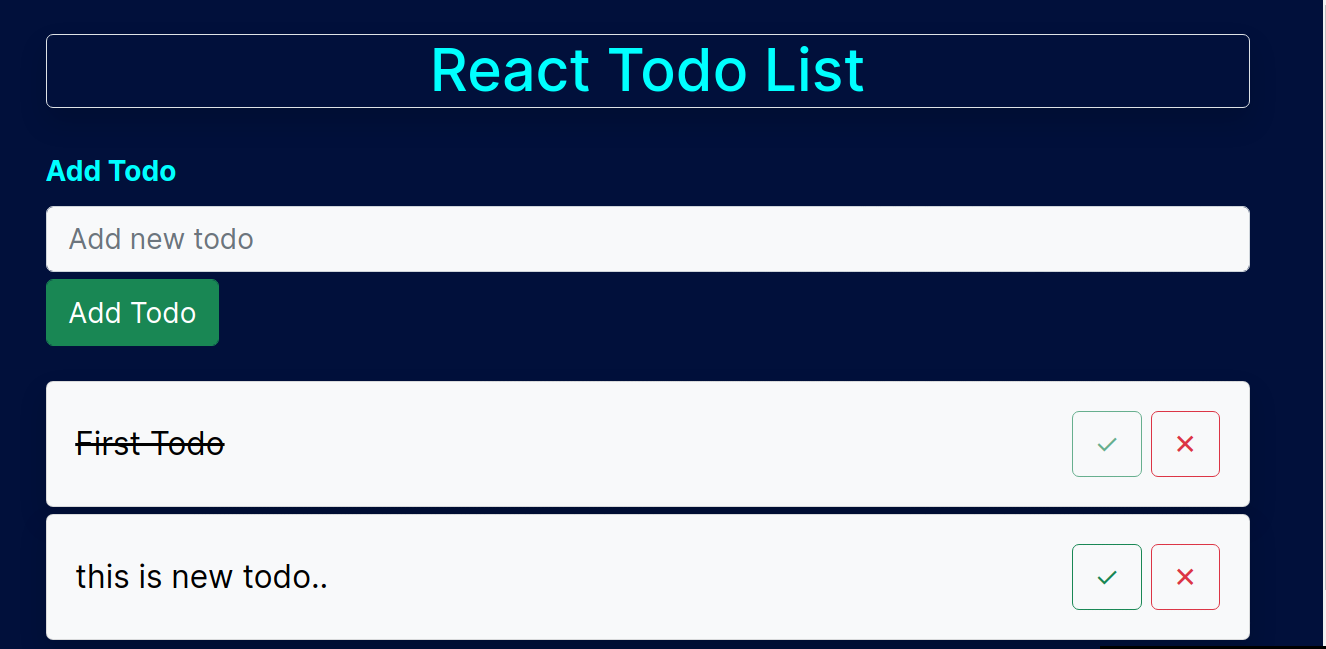 React Todo List
Add Todo
Add new todo
Add Todo
First Todo
this is new todo..